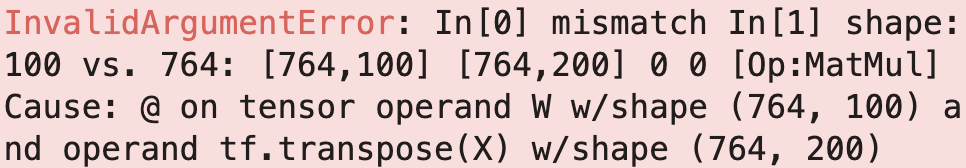 InvalidArgumentError: In[0] mismatch In[1] shape:
100 vs. 764: [764,100] [764,200] 0 0 [Op:MatMul]
Cause: @ on tensor operand W w/shape (764, 100) a
nd operand tf.transpose(X) w/shape (764, 200)